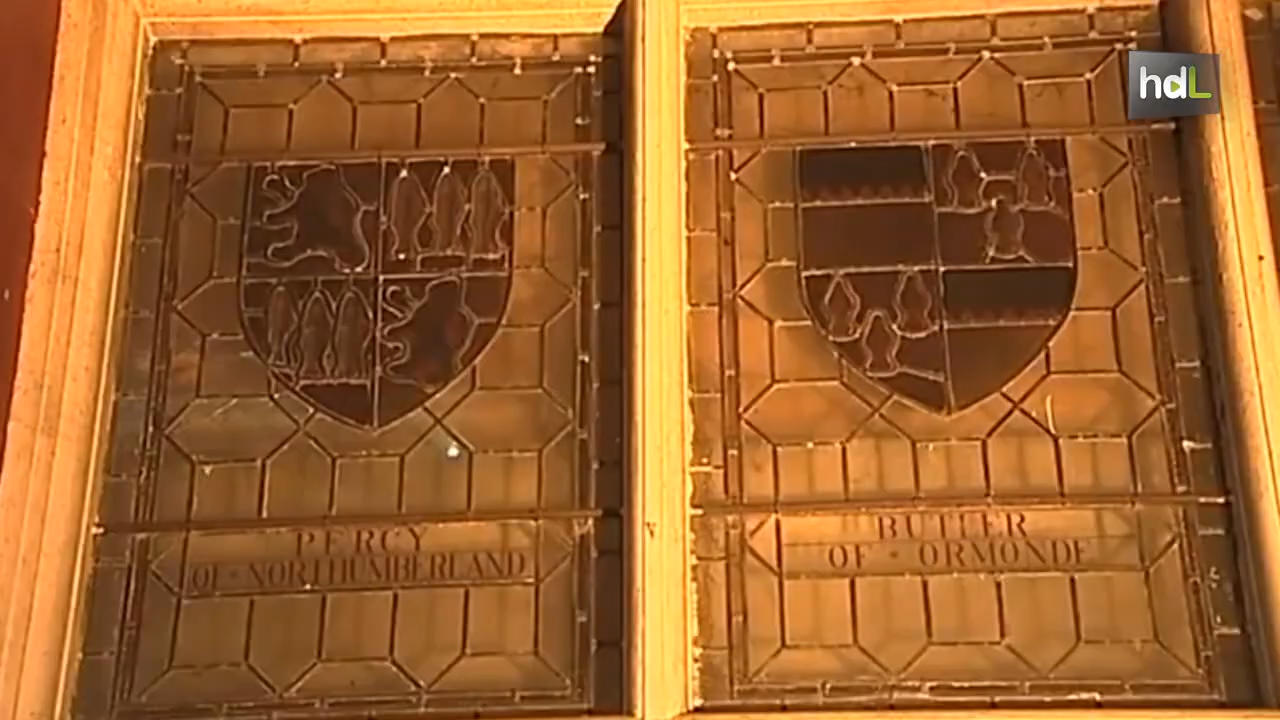 hdL
PERCY
OF · NORTHUMBERLAND
BUTLER
OF · ORMONDE